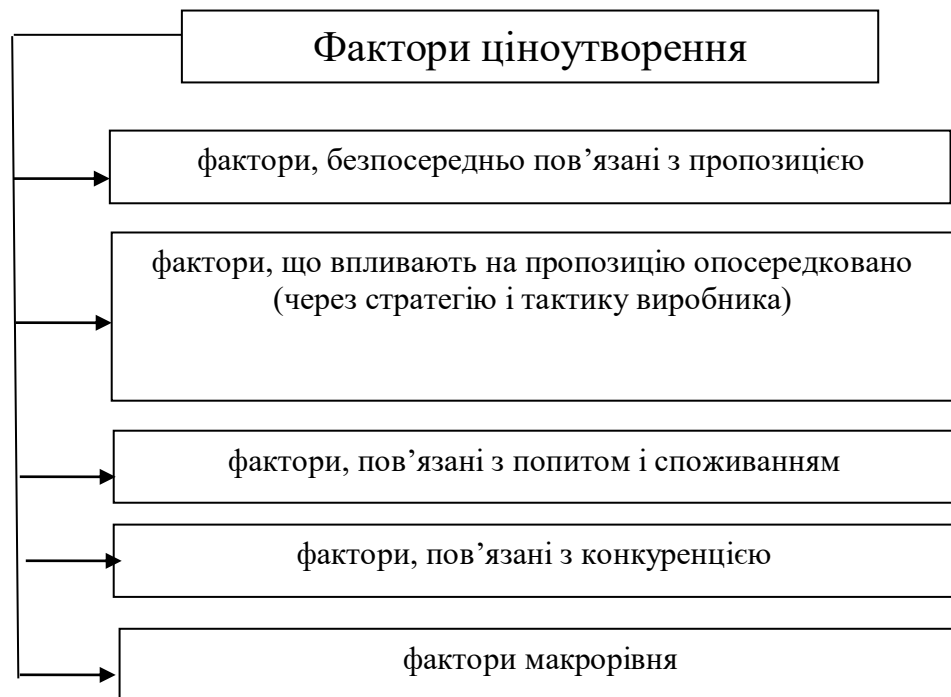 Фактори ціноутворення
фактори, безпосередньо пов’язані з пропозицією
фактори, що впливають на пропозицію опосередковано
(через стратегію і тактику виробника)
фактори, пов’язані з попитом і споживанням
фактори, пов’язані з конкуренцією
фактори макрорівня